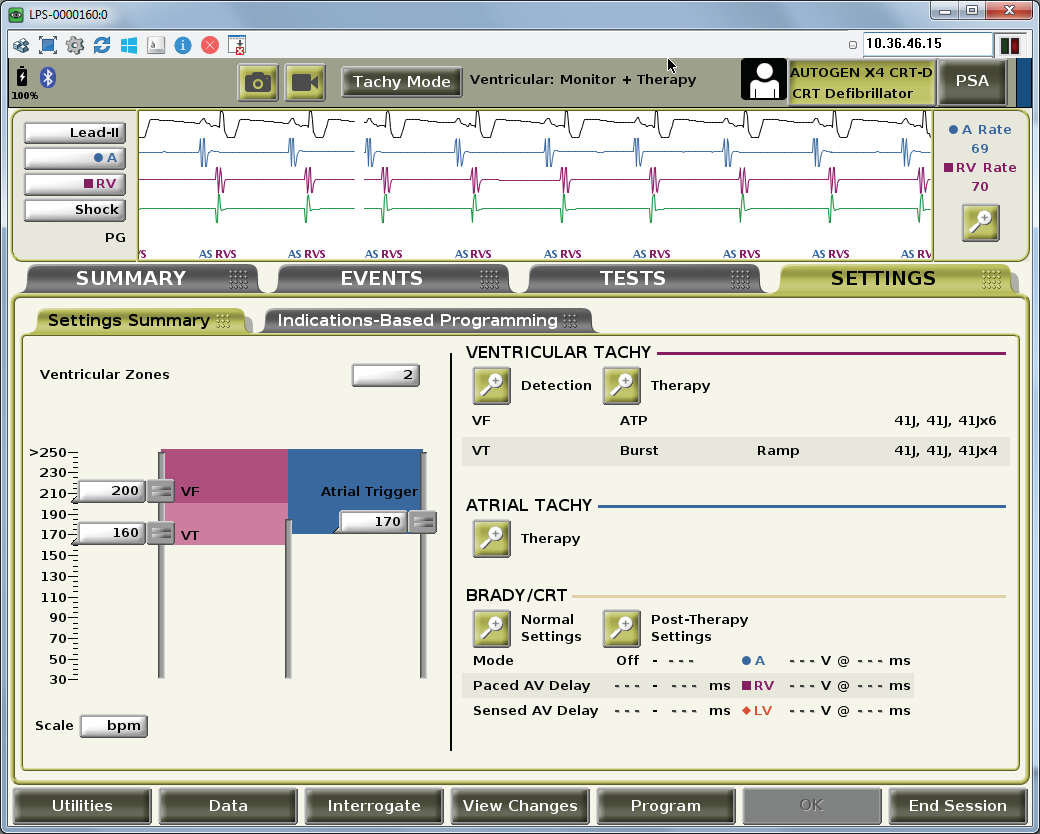 LPS-0000160:0
a
10.36.46.15
100%
Tachy Mode
Ventricular: Monitor + Therapy
AUTOGEN X4 CRT-D
CRT Defibrillator
PSA
Lead-II
A
RV
Shock
PG
VS AS RVS AS RVS AS RVS AS RVS AS RVS AS RVS AS RVS AS RVS AS RV
A Rate
69
RV Rate
70
SUMMARY
EVENTS
TESTS
SETTINGS
Settings Summary
Indications-Based Programming
Ventricular Zones
2
>250
230
210
190
170
150
130
110
90
70
50
30
200
VF
160
VT
Atrial Trigger
170
Scale
bpm
VENTRICULAR TACHY
Detection
Therapy
VF ATP 41J, 41J, 41Jx6
VT Burst Ramp 41J, 41J, 41Jx4
ATRIAL TACHY
Therapy
BRADY/CRT
Normal
Settings
Post-Therapy
Settings
Mode Off - --- A --- V @ --- ms
Paced AV Delay --- - --- ms RV --- V @ --- ms
Sensed AV Delay --- - --- ms LV --- V @ --- ms
Utilities
Data
Interrogate
View Changes
Program
OK
End Session